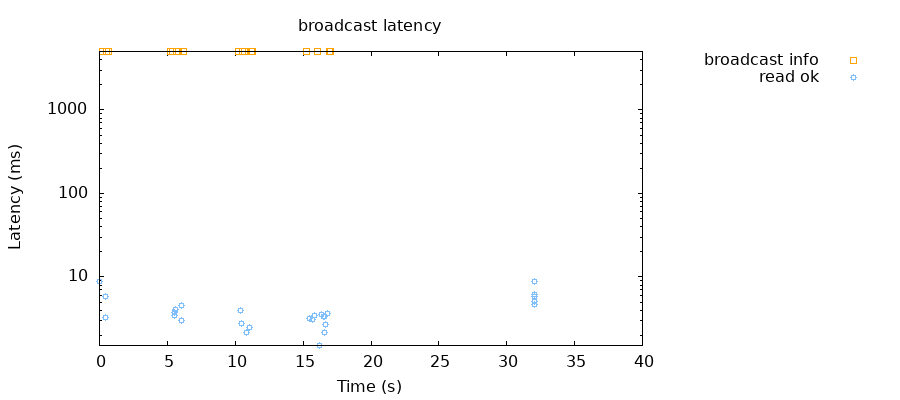 broadcast latency
broadcast info
read ok
Latency (ms)
1000
100
10
0 5 10 15 20 25 30 35 40
Time (s)